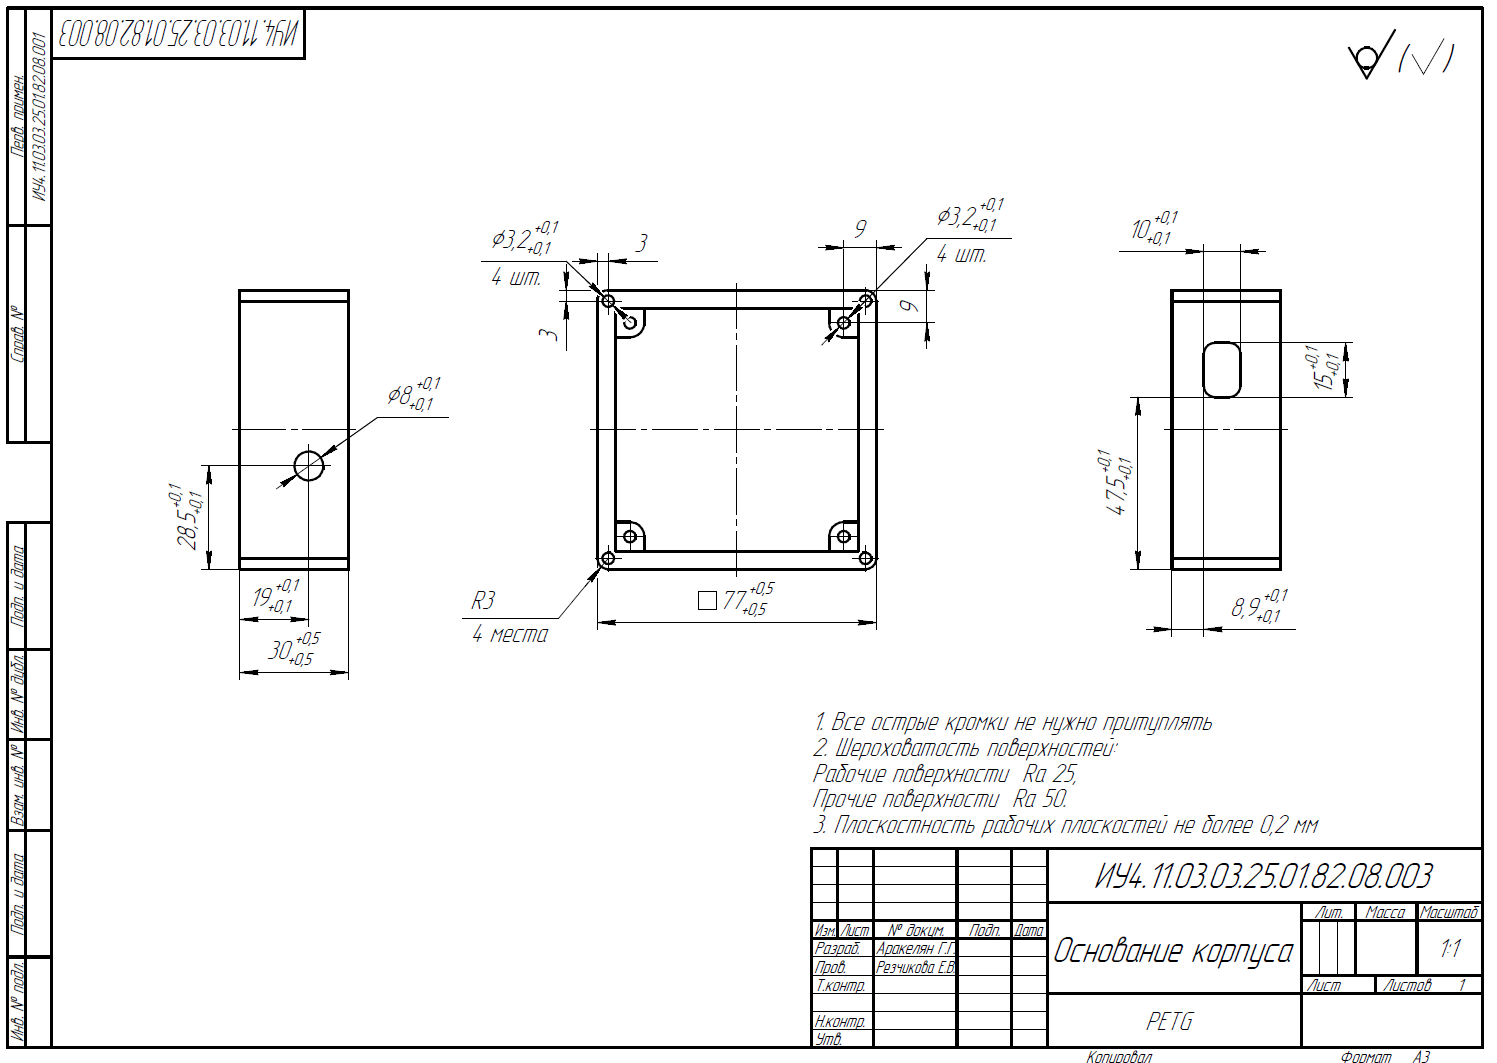 ИУ4.11.03.03.25.01.82.08.003
Перв. примен.
ИУ4.11.03.03.25.01.82.08.001
Справ. №
Подп. и дата
Инв. № дубл.
Взам. инв. №
Подп. и дата
Инв. № подл.
(√)
⌀8 +0,1 +0,1
28,5 +0,1 +0,1
19 +0,1 +0,1
30 +0,5 +0,5
⌀3,2 +0,1 +0,1
4 шт.
3
3
9
⌀3,2 +0,1 +0,1
4 шт.
9
R3
4 места
□ 77 +0,5 +0,5
10 +0,1 +0,1
15 +0,1 +0,1
47,5 +0,1 +0,1
8,9 +0,1 +0,1
1. Все острые кромки не нужно притуплять
2. Шероховатость поверхностей:
Рабочие поверхности Ra 25,
Прочие поверхности Ra 50.
3. Плоскостность рабочих плоскостей не более 0,2 мм
ИУ4.11.03.03.25.01.82.08.003
Изм. Лист № докум. Подп. Дата
Разраб. Аракелян Г.Г.
Пров. Резчикова Е.В.
Т.контр.
Н.контр.
Утв.
Основание корпуса
Лит. Масса Масштаб
1:1
Лист Листов 1
PETG
Копировал Формат А3